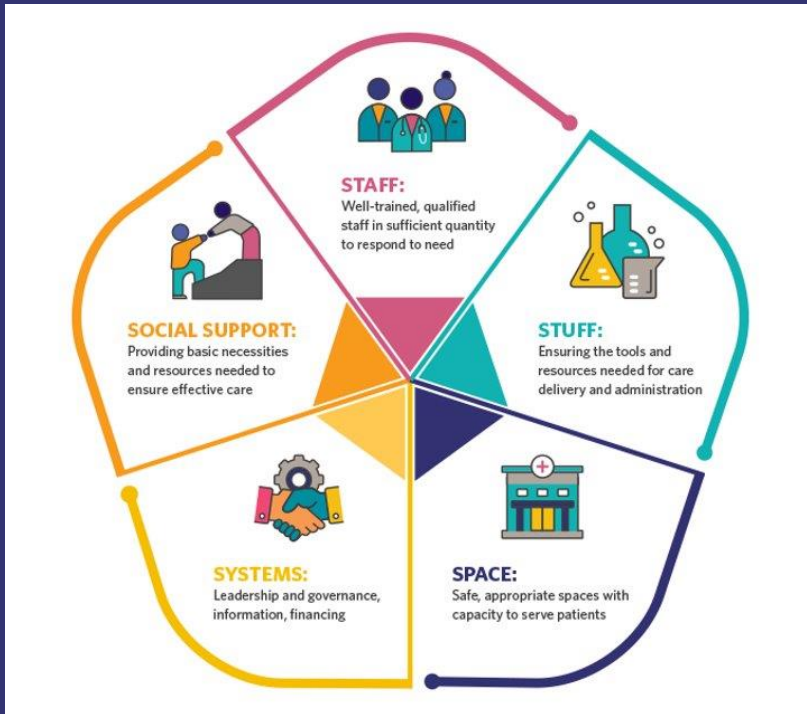 STAFF:
Well-trained, qualified
staff in sufficient quantity
to respond to need
STUFF:
Ensuring the tools and
resources needed for care
delivery and administration
SPACE:
Safe, appropriate spaces with
capacity to serve patients
SYSTEMS:
Leadership and governance,
information, financing
SOCIAL SUPPORT:
Providing basic necessities
and resources needed to
ensure effective care